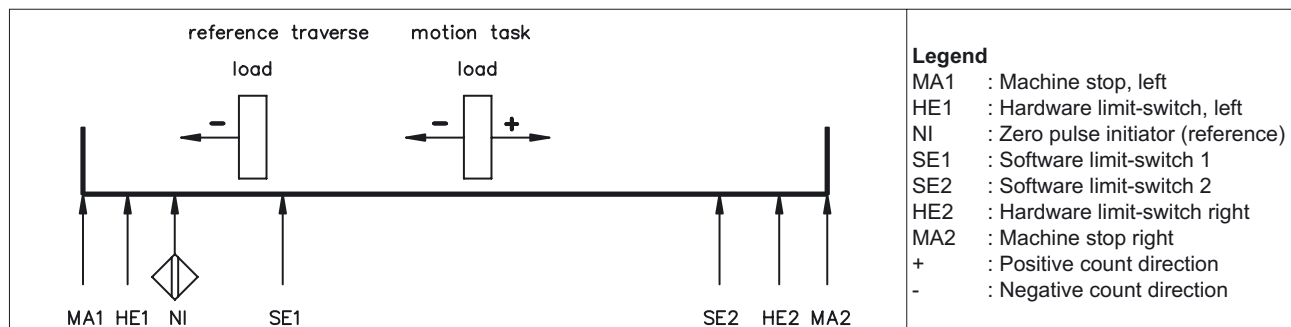 reference traverse motion task
load load
- - +
MA1 HE1 NI SE1 SE2 HE2 MA2
Legend
MA1 : Machine stop, left
HE1 : Hardware limit-switch, left
NI : Zero pulse initiator (reference)
SE1 : Software limit-switch 1
SE2 : Software limit-switch 2
HE2 : Hardware limit-switch right
MA2 : Machine stop right
+ : Positive count direction
- : Negative count direction